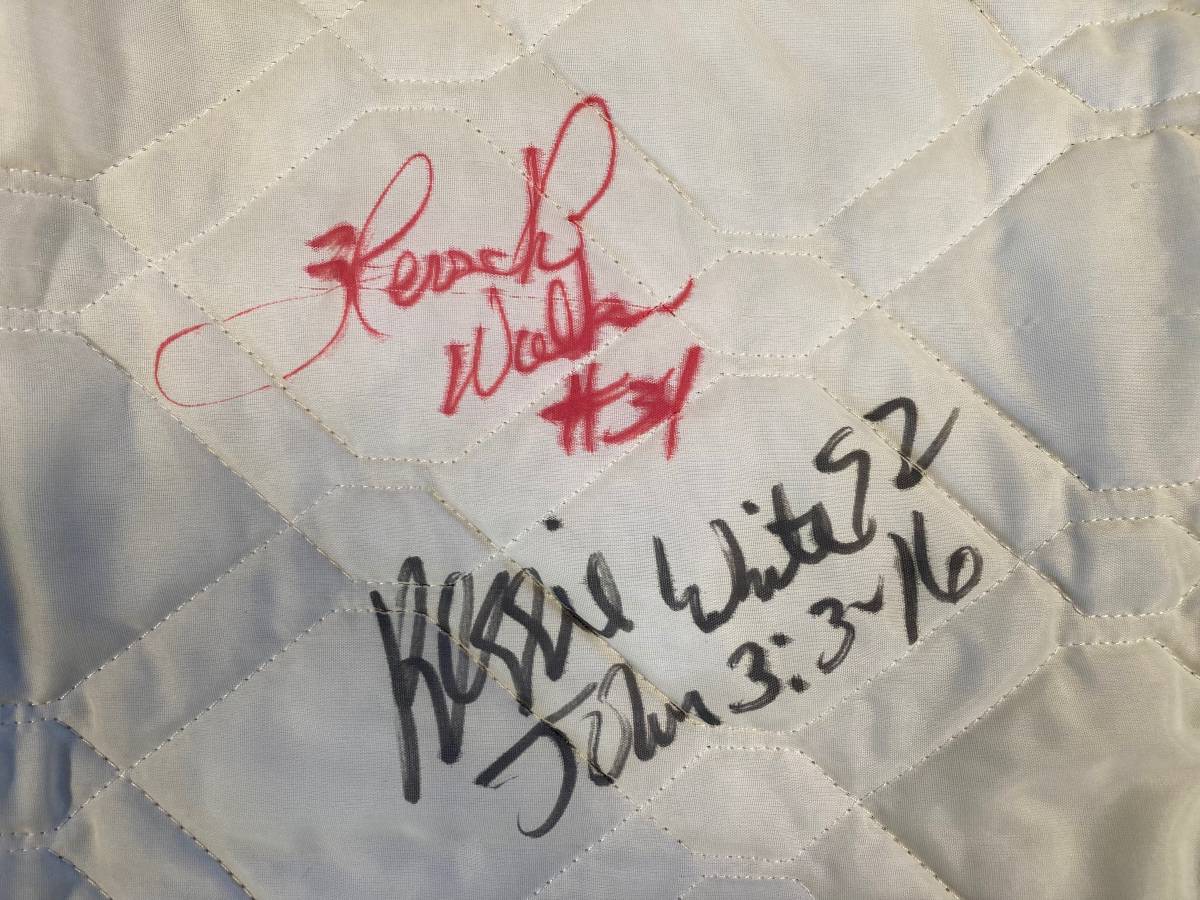 Herschel
Walker
#34
Reggie White 92
John 3:3-16